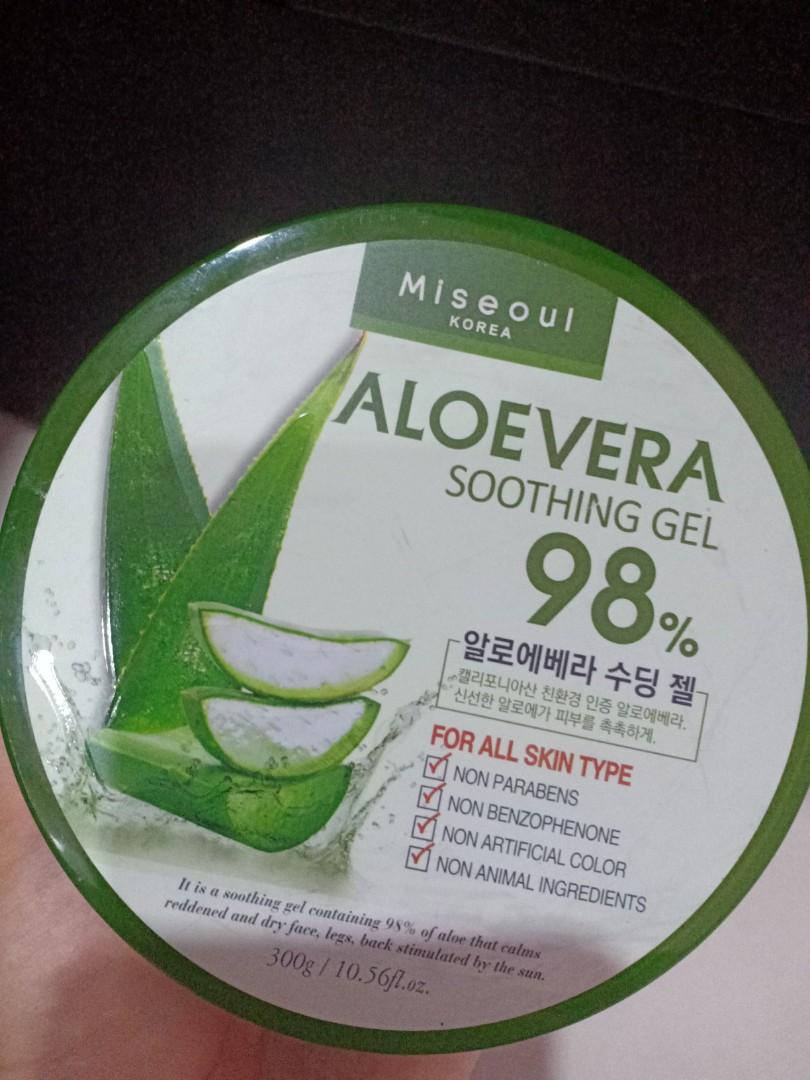 Miseoul
KOREA
ALOEVERA
SOOTHING GEL
98%
알로에베라 수딩 젤
캘리포니아산 친환경 인증 알로에베라.
신선한 알로에가 피부를 촉촉하게.
FOR ALL SKIN TYPE
NON PARABENS
NON BENZOPHENONE
NON ARTIFICIAL COLOR
NON ANIMAL INGREDIENTS
It is a soothing gel containing 98% of aloe that calms
reddened and dry face, legs, back stimulated by the sun.
300g / 10.56fl.oz.